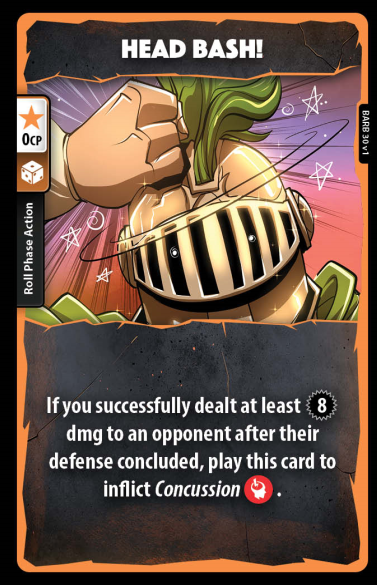 HEAD BASH!
0CP
BARB 30 v1
Roll Phase Action
If you successfully dealt at least 8
dmg to an opponent after their
defense concluded, play this card to
inflict Concussion .